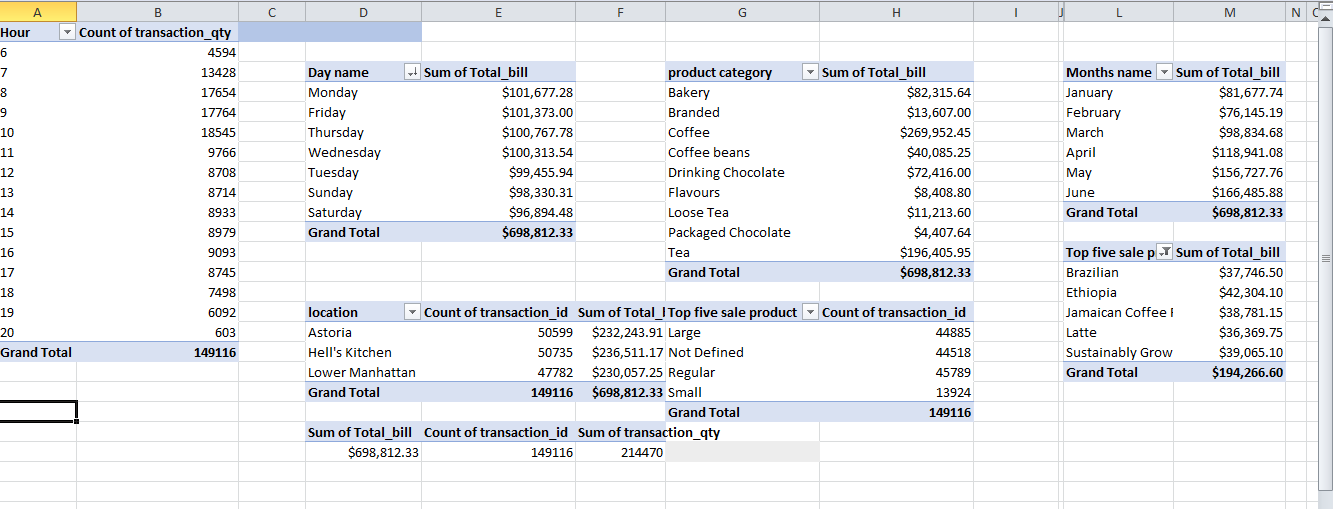 A B C D E F G H I J L M N
Hour Count of transaction_qty
6 4594
7 13428 Day name Sum of Total_bill product category Sum of Total_bill Months name Sum of Total_bill
8 17654 Monday $101,677.28 Bakery $82,315.64 January $81,677.74
9 17764 Friday $101,373.00 Branded $13,607.00 February $76,145.19
10 18545 Thursday $100,767.78 Coffee $269,952.45 March $98,834.68
11 9766 Wednesday $100,313.54 Coffee beans $40,085.25 April $118,941.08
12 8708 Tuesday $99,455.94 Drinking Chocolate $72,416.00 May $156,727.76
13 8714 Sunday $98,330.31 Flavours $8,408.80 June $166,485.88
14 8933 Saturday $96,894.48 Loose Tea $11,213.60 Grand Total $698,812.33
15 8979 Grand Total $698,812.33 Packaged Chocolate $4,407.64
16 9093 Tea $196,405.95 Top five sale p Sum of Total_bill
17 8745 Grand Total $698,812.33 Brazilian $37,746.50
18 7498 Ethiopia $42,304.10
19 6092 location Count of transaction_id Sum of Total_l Top five sale product Count of transaction_id Jamaican Coffee $38,781.15
20 603 Astoria 50599 $232,243.91 Large 44885 Latte $36,369.75
Grand Total 149116 Hell's Kitchen 50735 $236,511.17 Not Defined 44518 Sustainably Grow $39,065.10
Lower Manhattan 47782 $230,057.25 Regular 45789 Grand Total $194,266.60
Grand Total 149116 $698,812.33 Small 13924
Grand Total 149116
Sum of Total_bill Count of transaction_id Sum of transaction_qty
$698,812.33 149116 214470